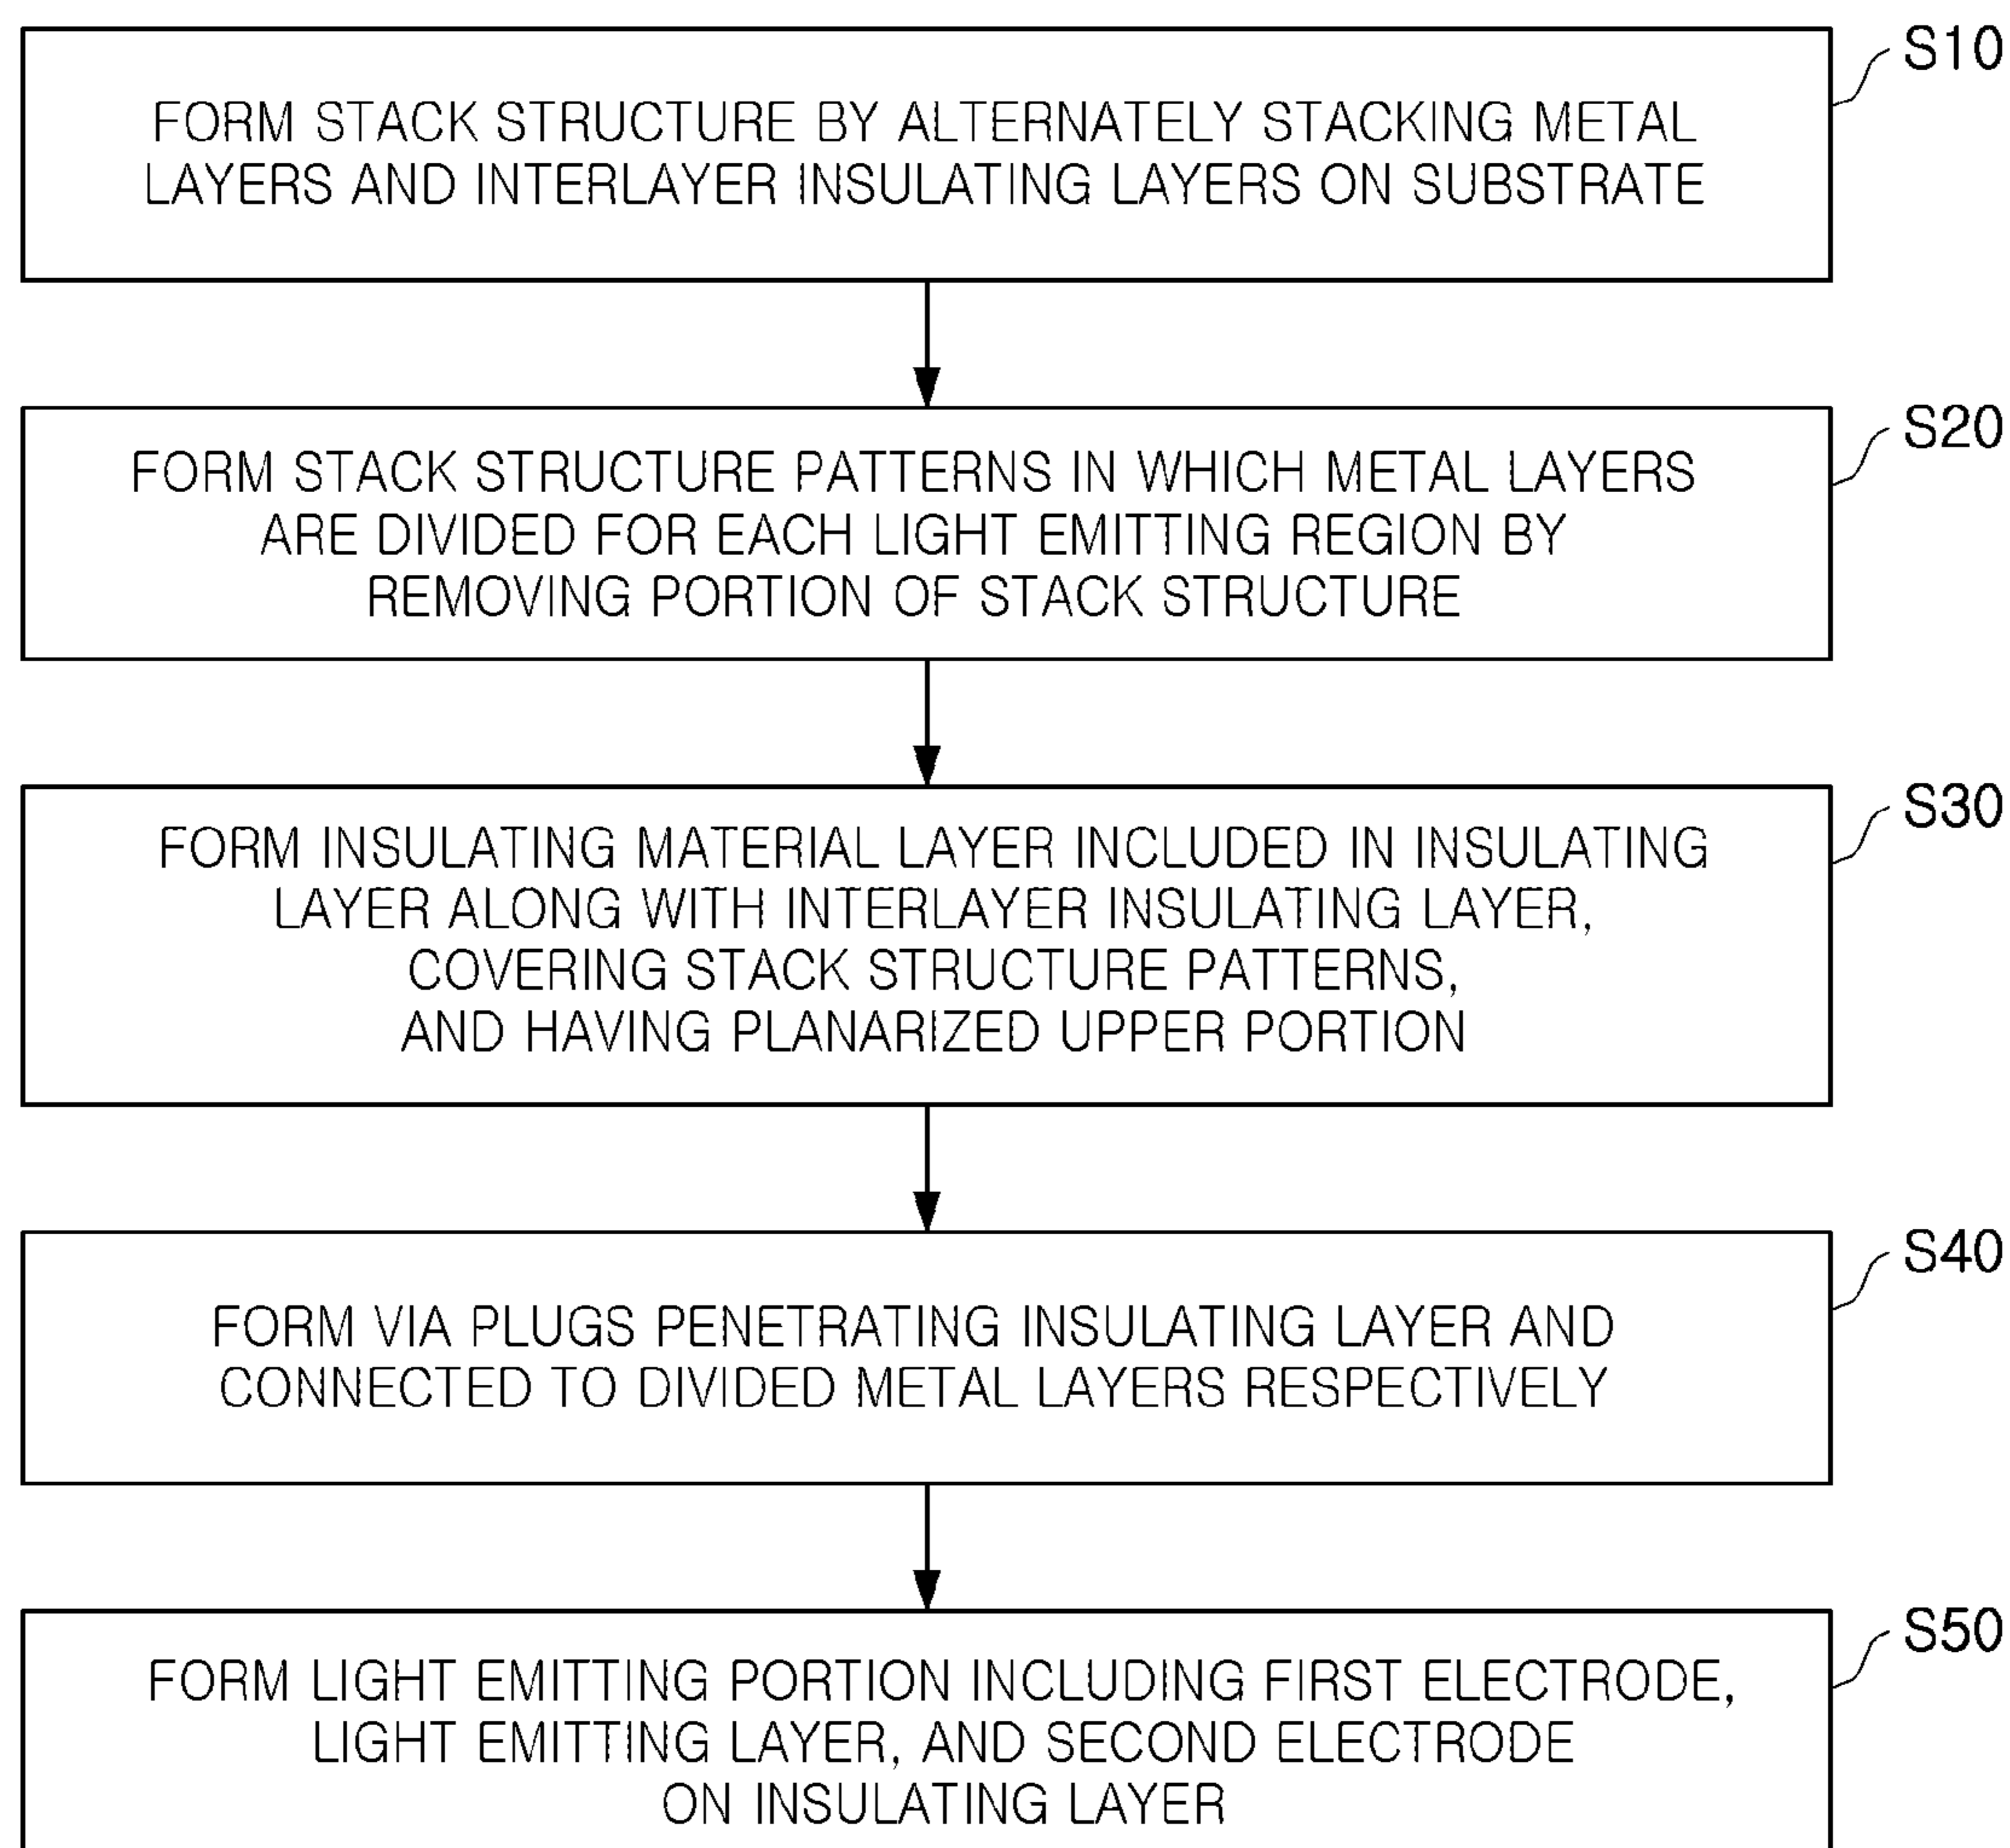 S10
FORM STACK STRUCTURE BY ALTERNATELY STACKING METAL
LAYERS AND INTERLAYER INSULATING LAYERS ON SUBSTRATE
S20
FORM STACK STRUCTURE PATTERNS IN WHICH METAL LAYERS
ARE DIVIDED FOR EACH LIGHT EMITTING REGION BY
REMOVING PORTION OF STACK STRUCTURE
S30
FORM INSULATING MATERIAL LAYER INCLUDED IN INSULATING
LAYER ALONG WITH INTERLAYER INSULATING LAYER,
COVERING STACK STRUCTURE PATTERNS,
AND HAVING PLANARIZED UPPER PORTION
S40
FORM VIA PLUGS PENETRATING INSULATING LAYER AND
CONNECTED TO DIVIDED METAL LAYERS RESPECTIVELY
S50
FORM LIGHT EMITTING PORTION INCLUDING FIRST ELECTRODE,
LIGHT EMITTING LAYER, AND SECOND ELECTRODE
ON INSULATING LAYER